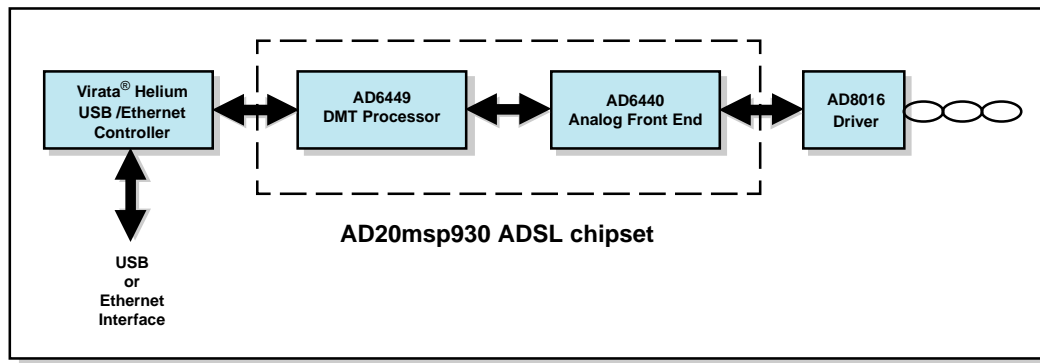 Virata® Helium
USB /Ethernet
Controller
AD6449
DMT Processor
AD6440
Analog Front End
AD8016
Driver
AD20msp930 ADSL chipset
USB
or
Ethernet
Interface